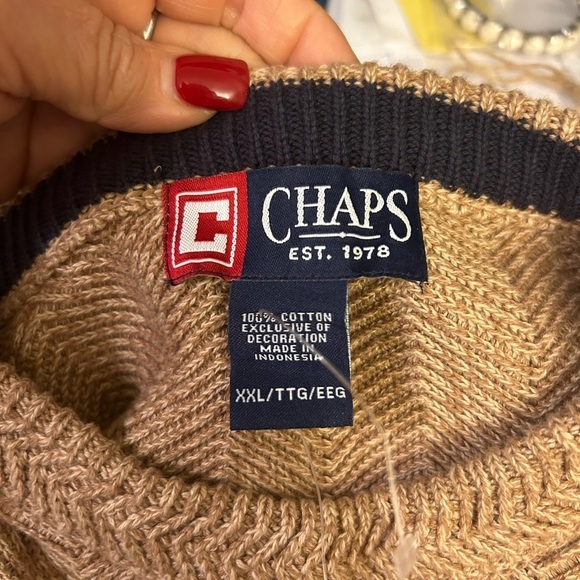 C CHAPS
EST. 1978
100% COTTON
EXCLUSIVE OF
DECORATION
MADE IN
INDONESIA
XXL/TTG/EEG